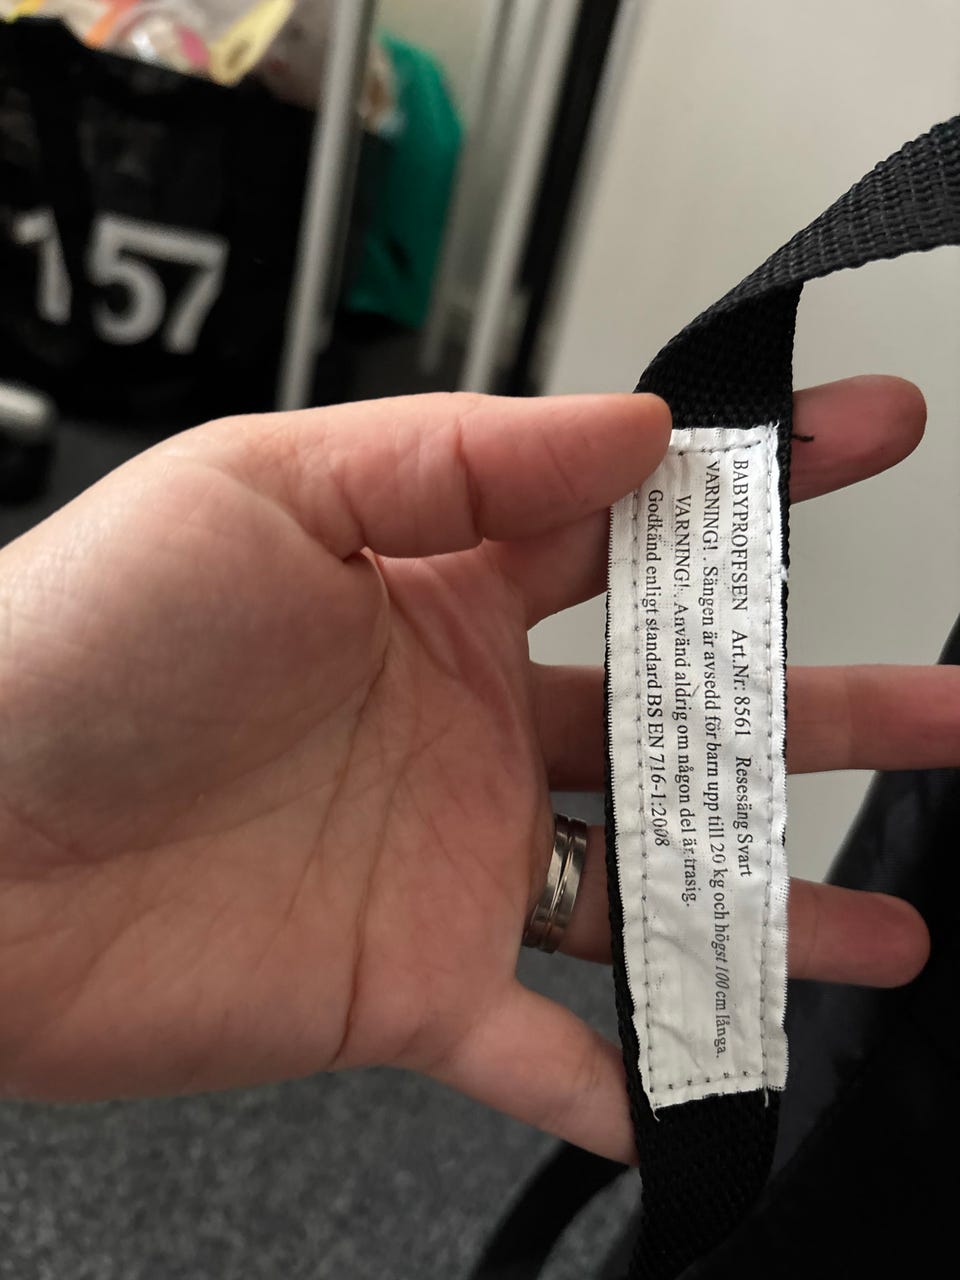 157
BABYPROFFSEN Art.Nr: 8561 Resesäng Svart
VARNING!. Sängen är avsedd för barn upp till 20 kg och högst 100 cm långa.
VARNING!. Använd aldrig om någon del är trasig.
Godkänd enligt standard BS EN 716-1:2008